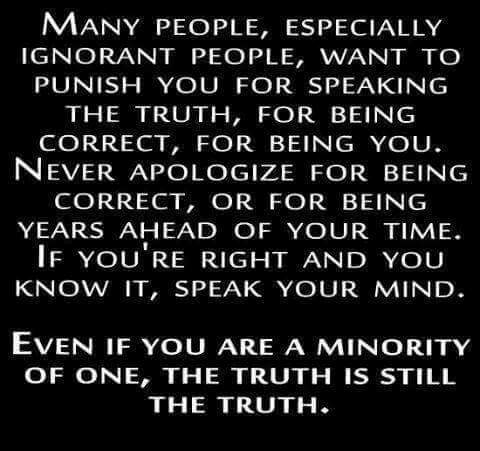 Many people, especially
ignorant people, want to
punish you for speaking
the truth, for being
correct, for being you.
Never apologize for being
correct, or for being
years ahead of your time.
If you're right and you
know it, speak your mind.
Even if you are a minority
of one, the truth is still
the truth.